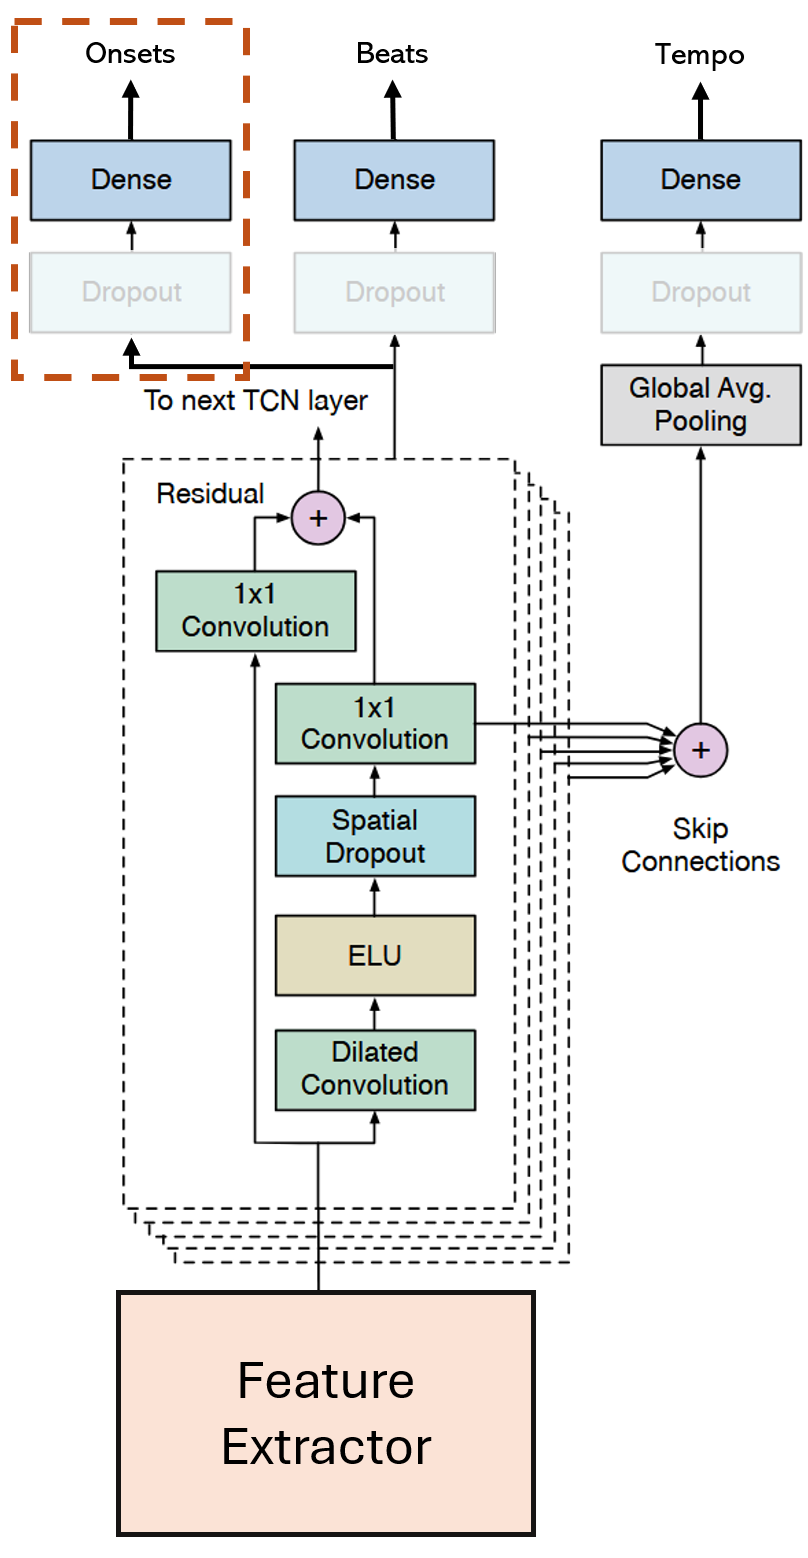 Onsets
Beats
Tempo
Dense
Dense
Dense
Dropout
Dropout
Dropout
Global Avg.
Pooling
To next TCN layer
Residual
+
1x1
Convolution
1x1
Convolution
+
Spatial
Dropout
Skip
Connections
ELU
Dilated
Convolution
Feature
Extractor